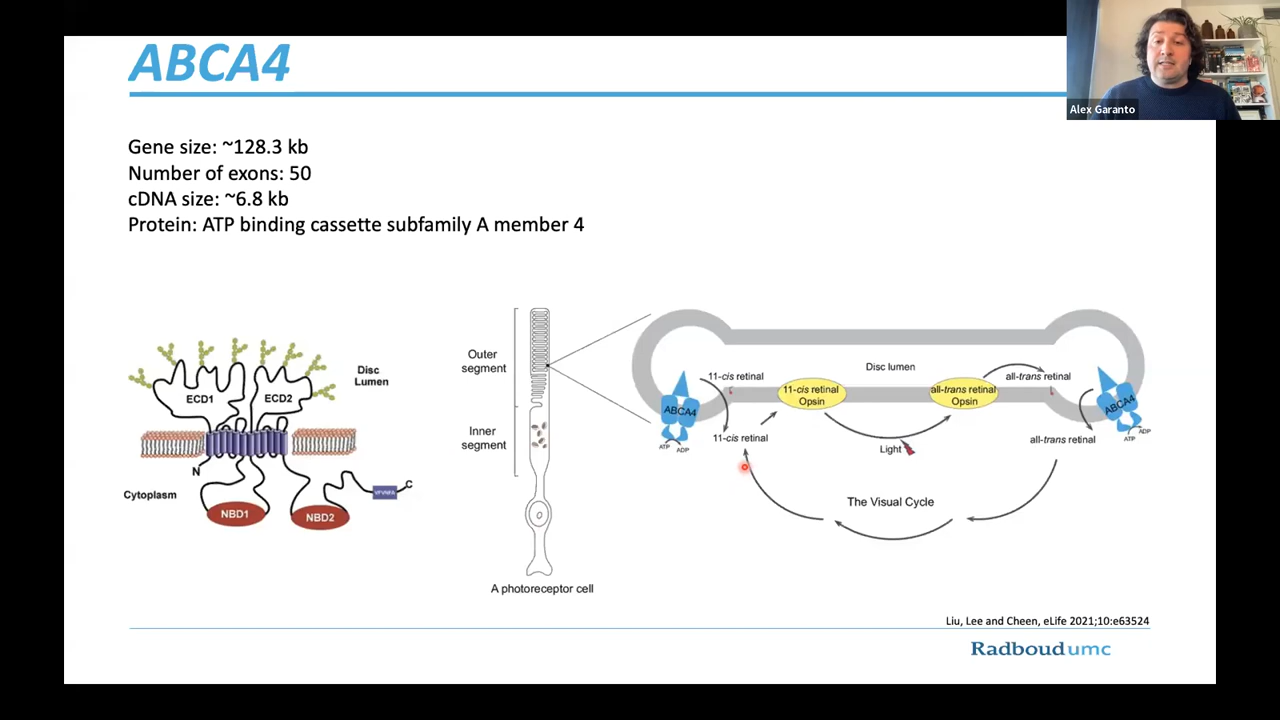 ABCA4
Alex Garanto
Gene size: ~128.3 kb
Number of exons: 50
cDNA size: ~6.8 kb
Protein: ATP binding cassette subfamily A member 4
Disc
Lumen
ECD1
ECD2
N
C
Cytoplasm
VFVNFA
NBD1
NBD2
Outer
segment
Inner
segment
A photoreceptor cell
Disc lumen
11-cis retinal
11-cis retinal
Opsin
all-trans retinal
Opsin
all-trans retinal
ABCA4
ATP
ADP
11-cis retinal
Light
ABCA4
ATP
ADP
all-trans retinal
The Visual Cycle
Liu, Lee and Cheen, eLife 2021;10:e63524
Radboudumc